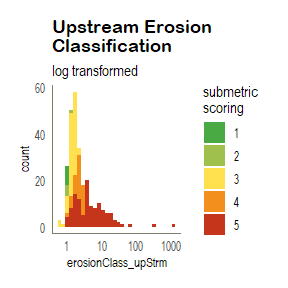 Upstream Erosion
Classification
log transformed
60
40
20
0
count
1
10
100
1000
erosionClass_upStrm
submetric
scoring
1
2
3
4
5